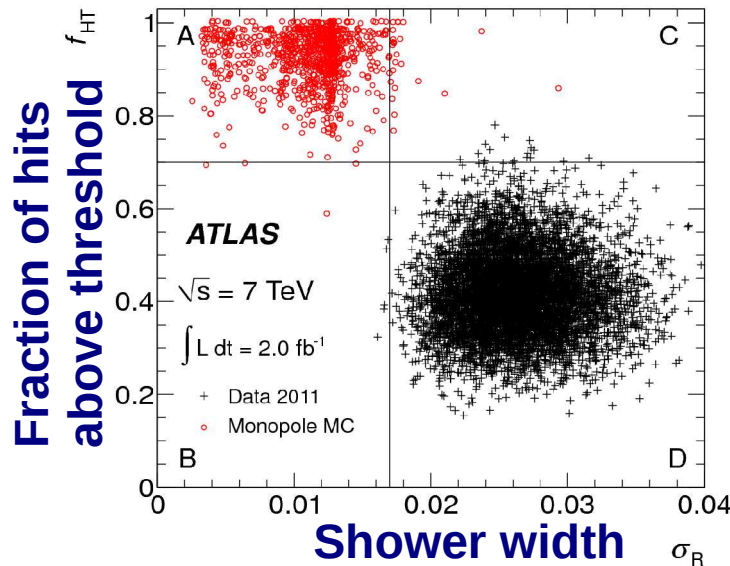 Fraction of hits
above threshold
f_HT
1
0.8
0.6
0.4
0.2
0
A
C
ATLAS
√s = 7 TeV
∫ L dt = 2.0 fb⁻¹
+ Data 2011
○ Monopole MC
B
D
0
0.01
0.02
0.03
0.04
Shower width
σ_R